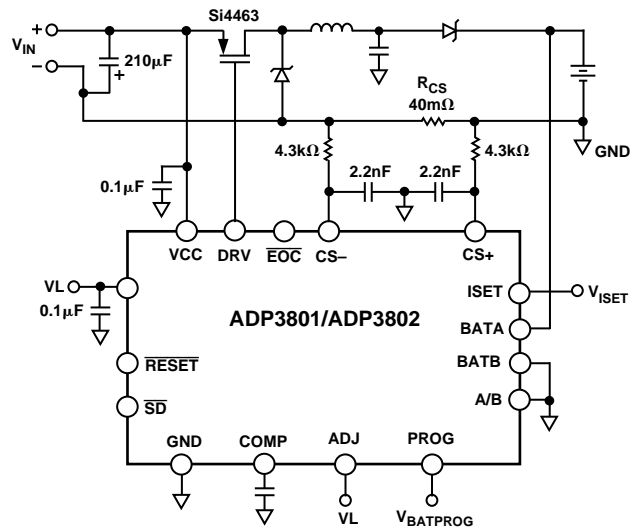 Si4463
+
VIN
−
210µF
+
RCS
40mΩ
4.3kΩ
4.3kΩ
GND
2.2nF
2.2nF
0.1µF
VCC
DRV
EOC
CS–
CS+
VL
0.1µF
ISET
VISET
ADP3801/ADP3802
BATA
BATB
RESET
A/B
SD
GND
COMP
ADJ
PROG
VL
VBATPROG